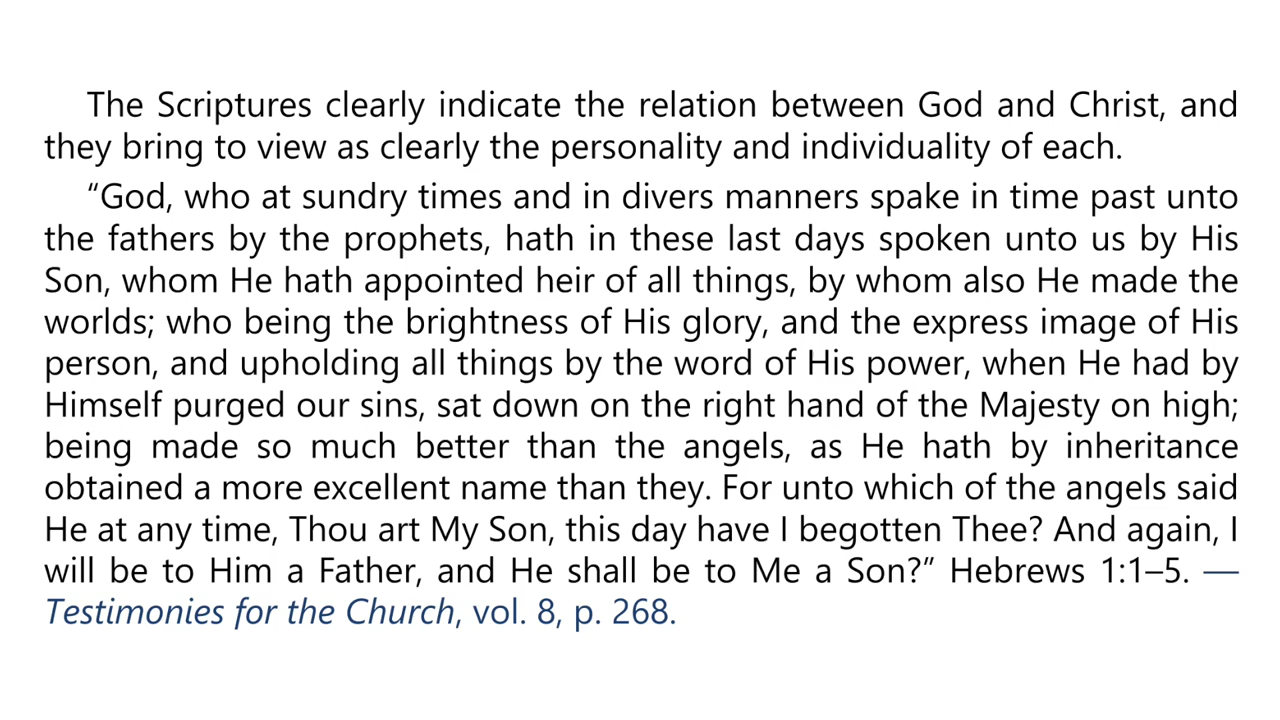 The Scriptures clearly indicate the relation between God and Christ, and
they bring to view as clearly the personality and individuality of each.
“God, who at sundry times and in divers manners spake in time past unto
the fathers by the prophets, hath in these last days spoken unto us by His
Son, whom He hath appointed heir of all things, by whom also He made the
worlds; who being the brightness of His glory, and the express image of His
person, and upholding all things by the word of His power, when He had by
Himself purged our sins, sat down on the right hand of the Majesty on high;
being made so much better than the angels, as He hath by inheritance
obtained a more excellent name than they. For unto which of the angels said
He at any time, Thou art My Son, this day have I begotten Thee? And again, I
will be to Him a Father, and He shall be to Me a Son?” Hebrews 1:1–5. —
Testimonies for the Church, vol. 8, p. 268.